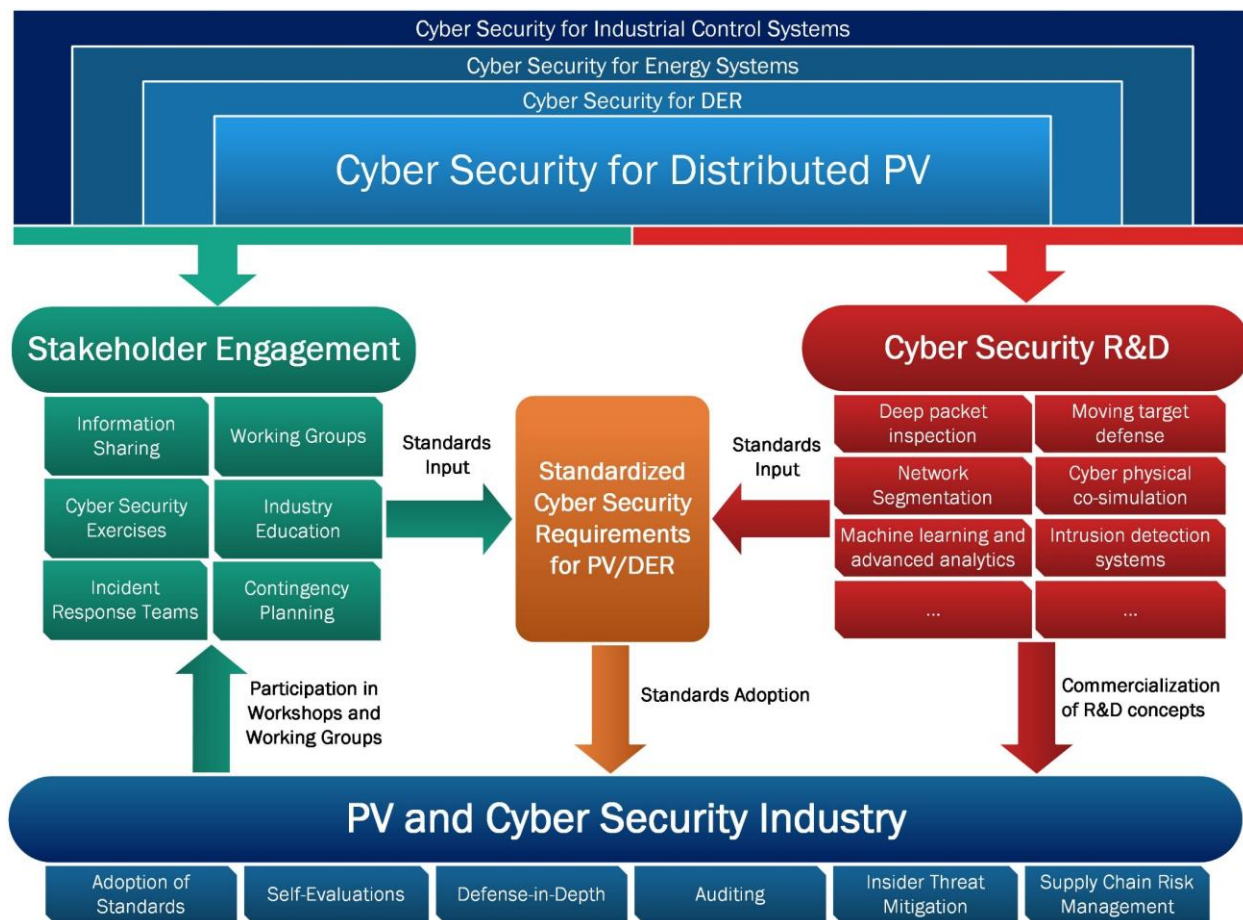 Cyber Security for Industrial Control Systems
Cyber Security for Energy Systems
Cyber Security for DER
Cyber Security for Distributed PV
Stakeholder Engagement
Information
Sharing
Working Groups
Cyber Security
Exercises
Industry
Education
Incident
Response Teams
Contingency
Planning
Standards
Input
Standardized
Cyber Security
Requirements
for PV/DER
Standards
Input
Cyber Security R&D
Deep packet
inspection
Moving target
defense
Network
Segmentation
Cyber physical
co-simulation
Machine learning and
advanced analytics
Intrusion detection
systems
...
...
Participation in
Workshops and
Working Groups
Standards Adoption
Commercialization
of R&D concepts
PV and Cyber Security Industry
Adoption of
Standards
Self-Evaluations
Defense-in-Depth
Auditing
Insider Threat
Mitigation
Supply Chain Risk
Management